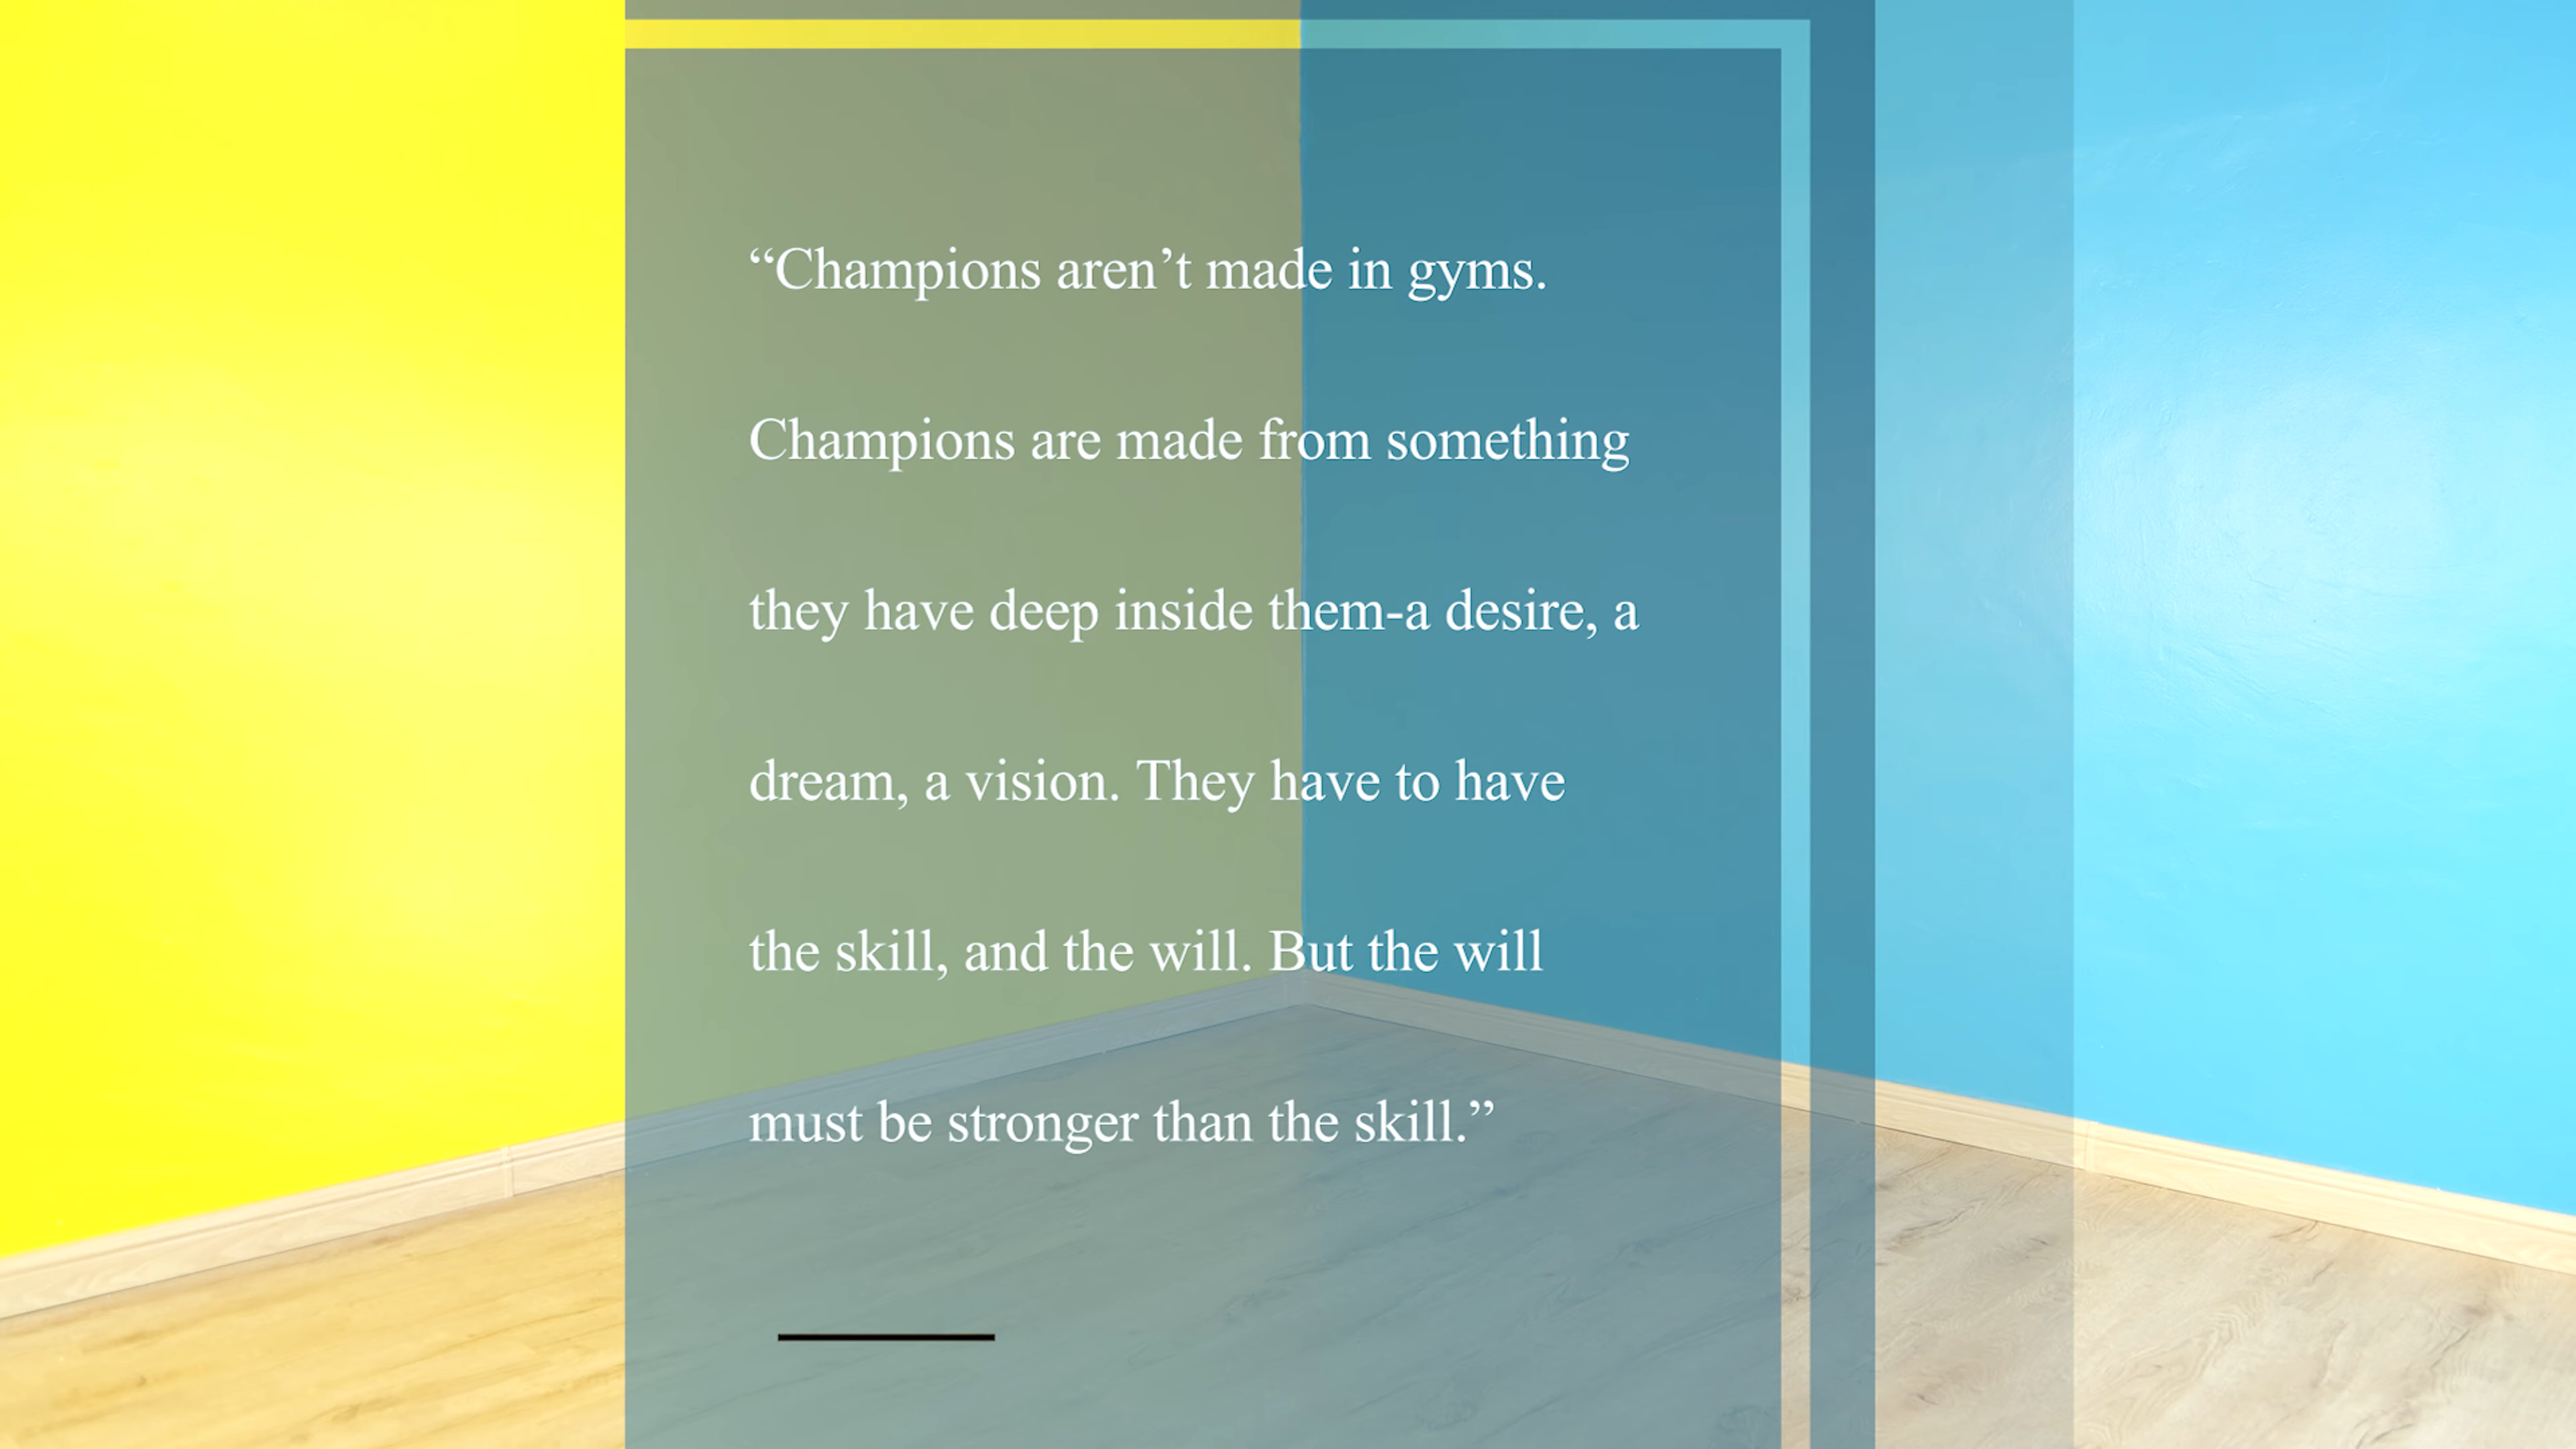 “Champions aren’t made in gyms.
Champions are made from something
they have deep inside them-a desire, a
dream, a vision. They have to have
the skill, and the will. But the will
must be stronger than the skill.”